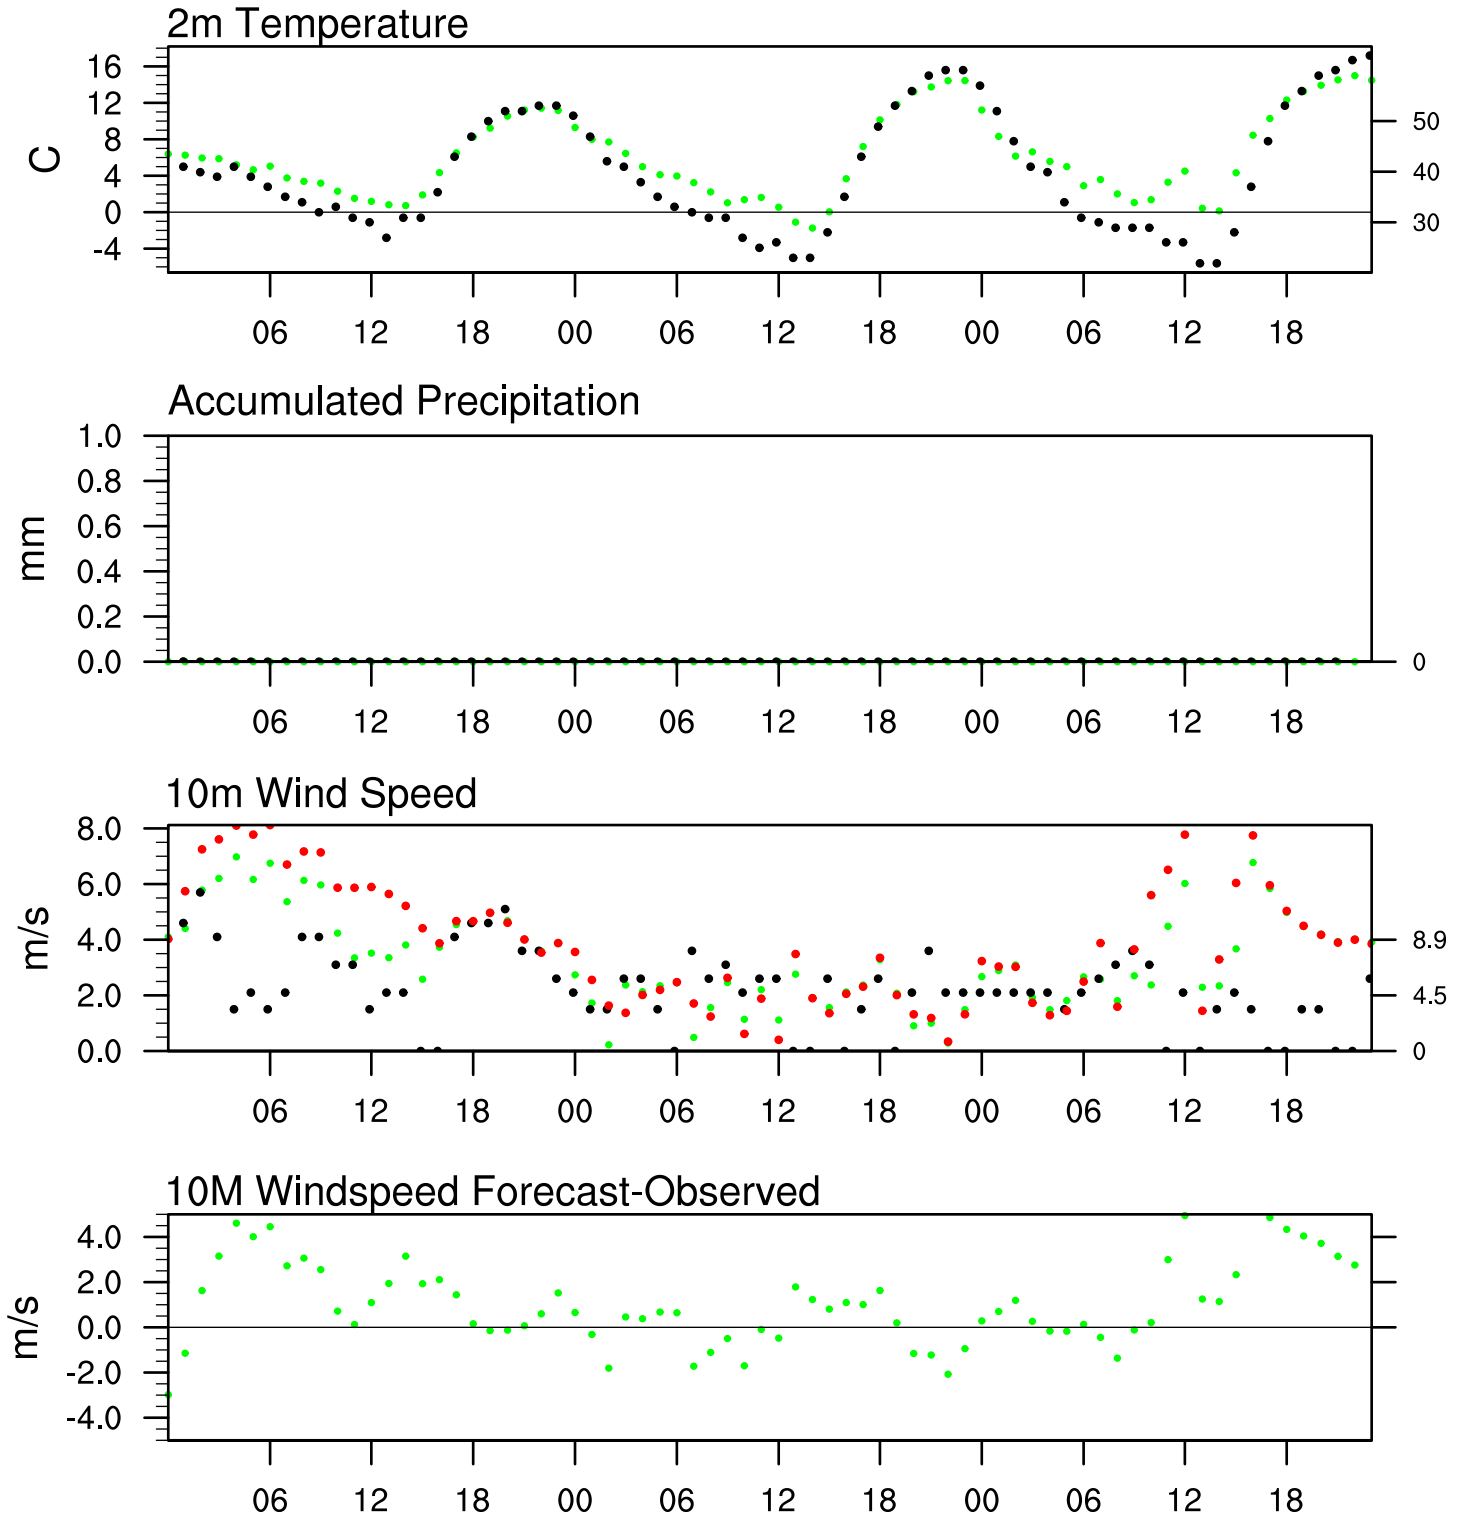 2m Temperature
16
12
8
4
0
-4
C
50
40
30
06 12 18 00 06 12 18 00 06 12 18
Accumulated Precipitation
1.0
0.8
0.6
0.4
0.2
0.0
mm
0
06 12 18 00 06 12 18 00 06 12 18
10m Wind Speed
8.0
6.0
4.0
2.0
0.0
m/s
8.9
4.5
0
06 12 18 00 06 12 18 00 06 12 18
10M Windspeed Forecast-Observed
4.0
2.0
0.0
-2.0
-4.0
m/s
06 12 18 00 06 12 18 00 06 12 18